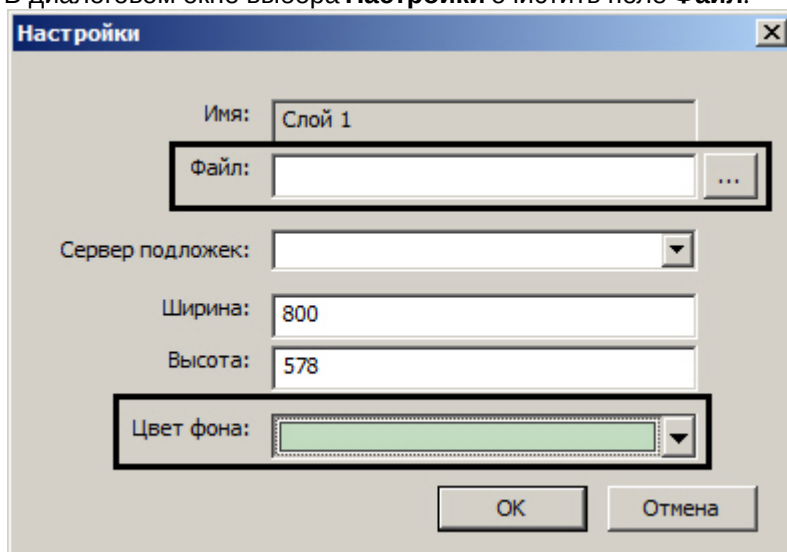 В диалоговом окне выбора Настройки очистить поле Файл.
Настройки
Имя: Слой 1
Файл: ...
Сервер подложек:
Ширина: 800
Высота: 578
Цвет фона:
OK Отмена